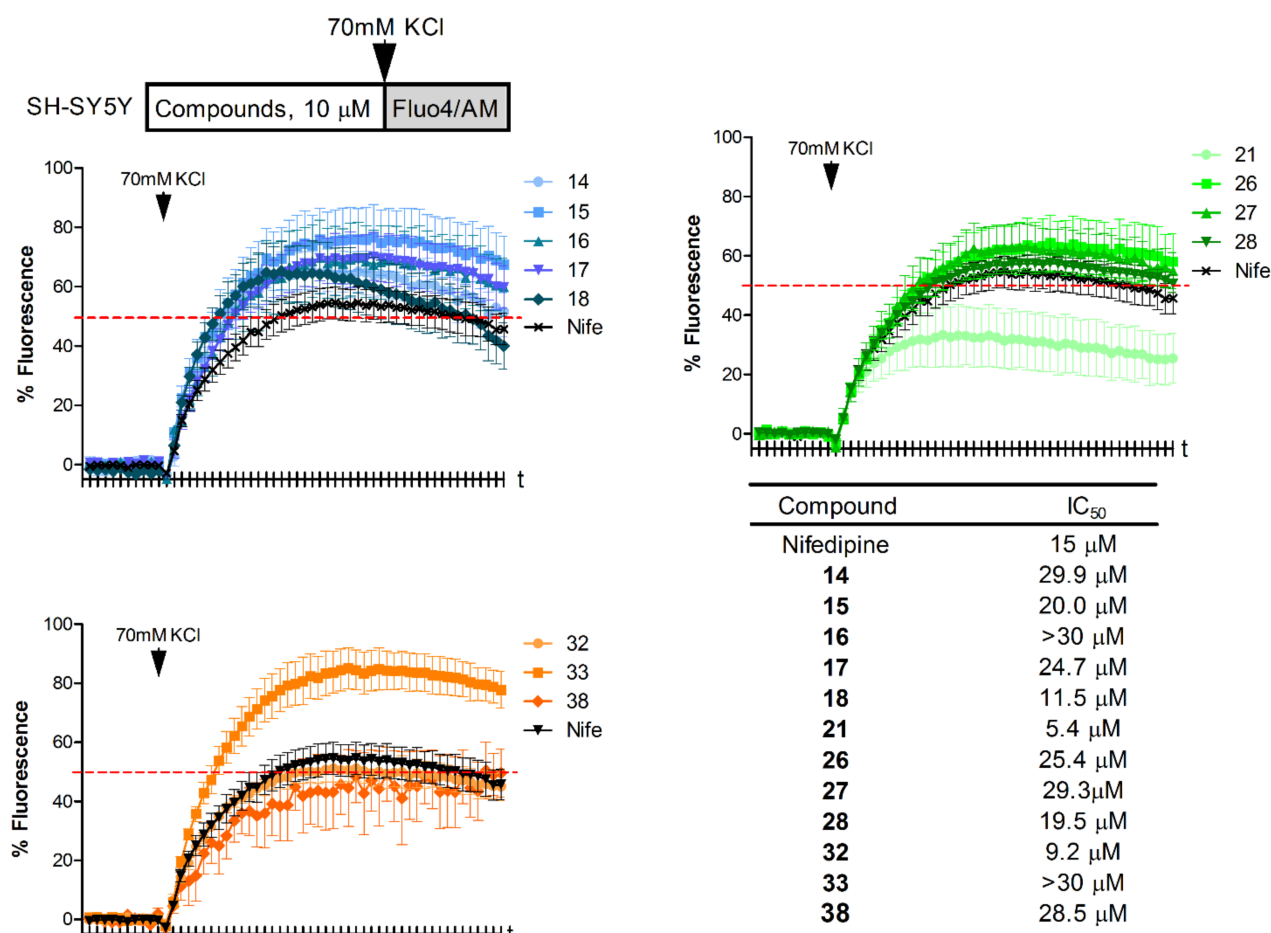 70mM KCl
SH-SY5Y
Compounds, 10 μM
Fluo4/AM
100
80
60
40
20
0
% Fluorescence
70mM KCl
14
15
16
17
18
Nife
t
100
80
60
40
20
0
% Fluorescence
70mM KCl
21
26
27
28
Nife
t
100
80
60
40
20
0
% Fluorescence
70mM KCl
32
33
38
Nife
t
Compound IC50
Nifedipine 15 μM
14 29.9 μM
15 20.0 μM
16 >30 μM
17 24.7 μM
18 11.5 μM
21 5.4 μM
26 25.4 μM
27 29.3μM
28 19.5 μM
32 9.2 μM
33 >30 μM
38 28.5 μM